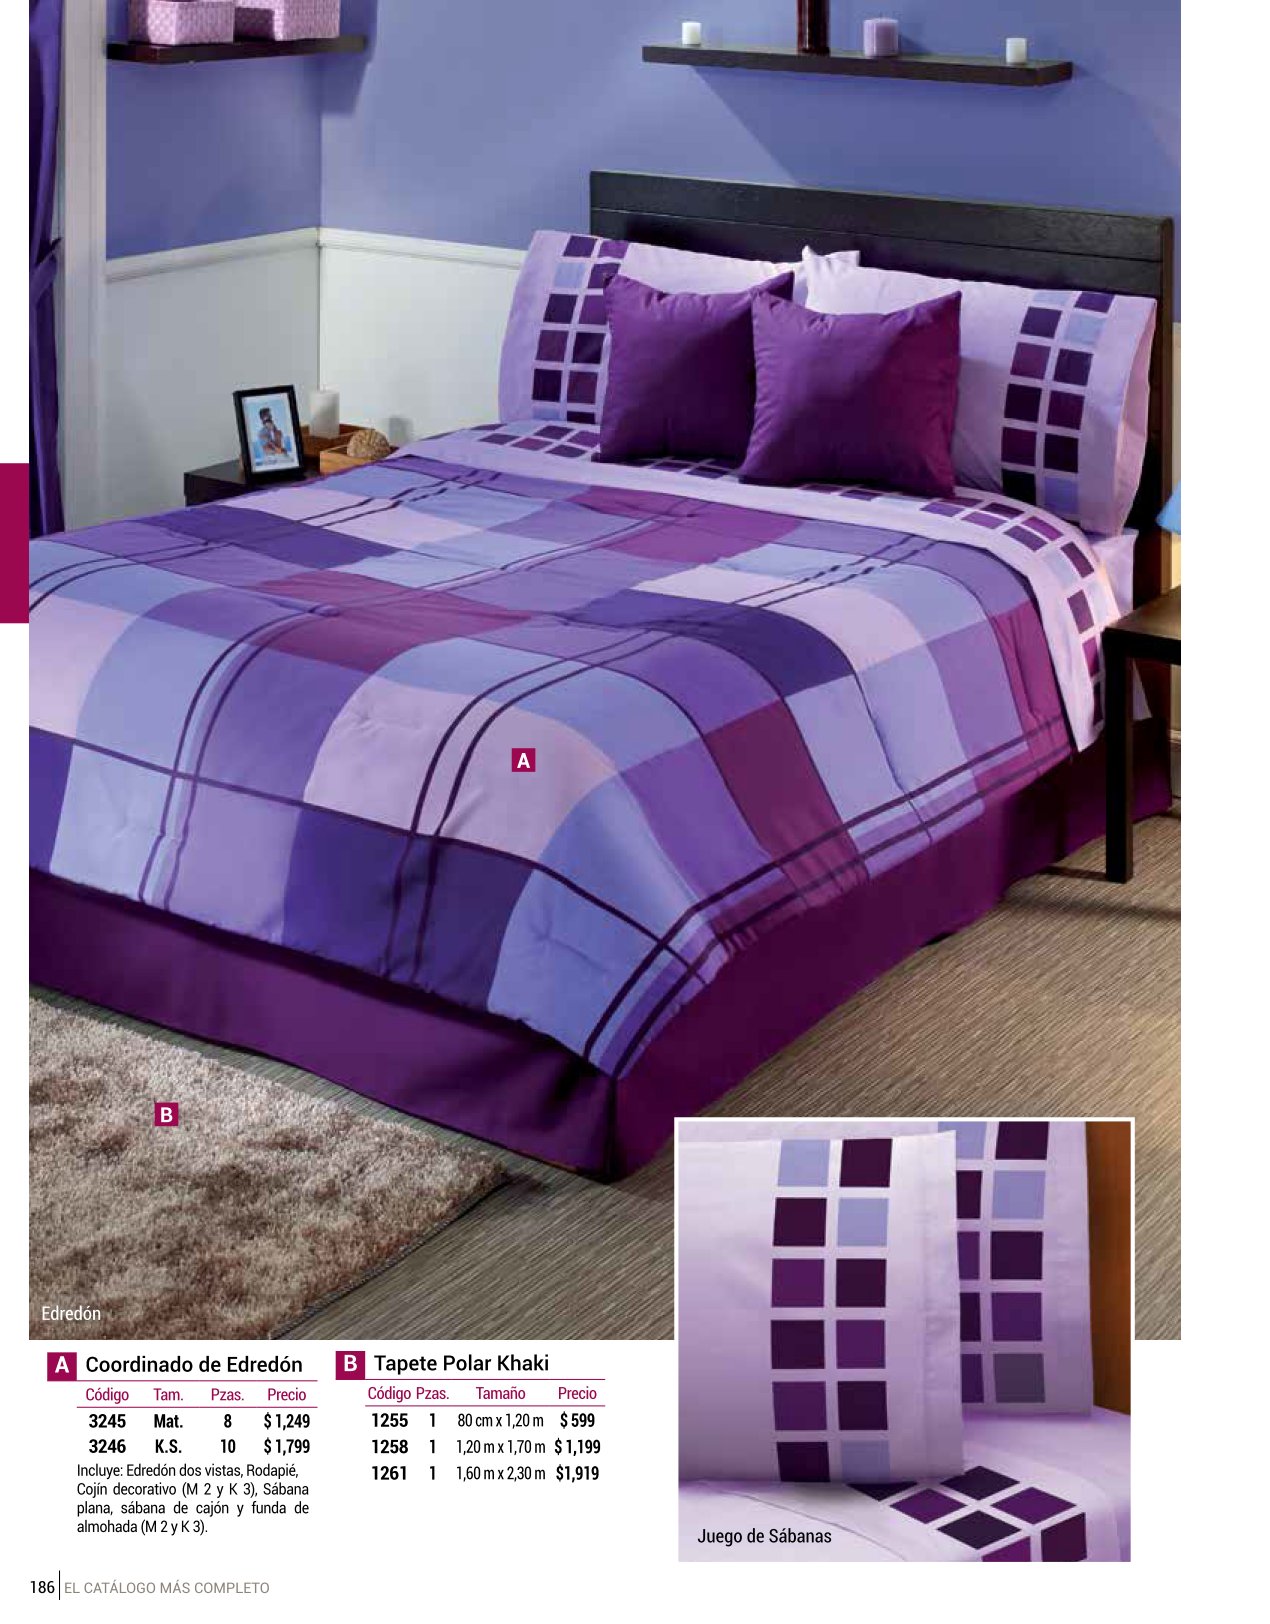 A
B
Edredón
A Coordinado de Edredón
Código Tam. Pzas. Precio
3245 Mat. 8 $ 1,249
3246 K.S. 10 $ 1,799
Incluye: Edredón dos vistas, Rodapié,
Cojín decorativo (M 2 y K 3), Sábana
plana, sábana de cajón y funda de
almohada (M 2 y K 3).
B Tapete Polar Khaki
Código Pzas. Tamaño Precio
1255 1 80 cm x 1,20 m $ 599
1258 1 1,20 m x 1,70 m $ 1,199
1261 1 1,60 m x 2,30 m $1,919
Juego de Sábanas
186 EL CATÁLOGO MÁS COMPLETO